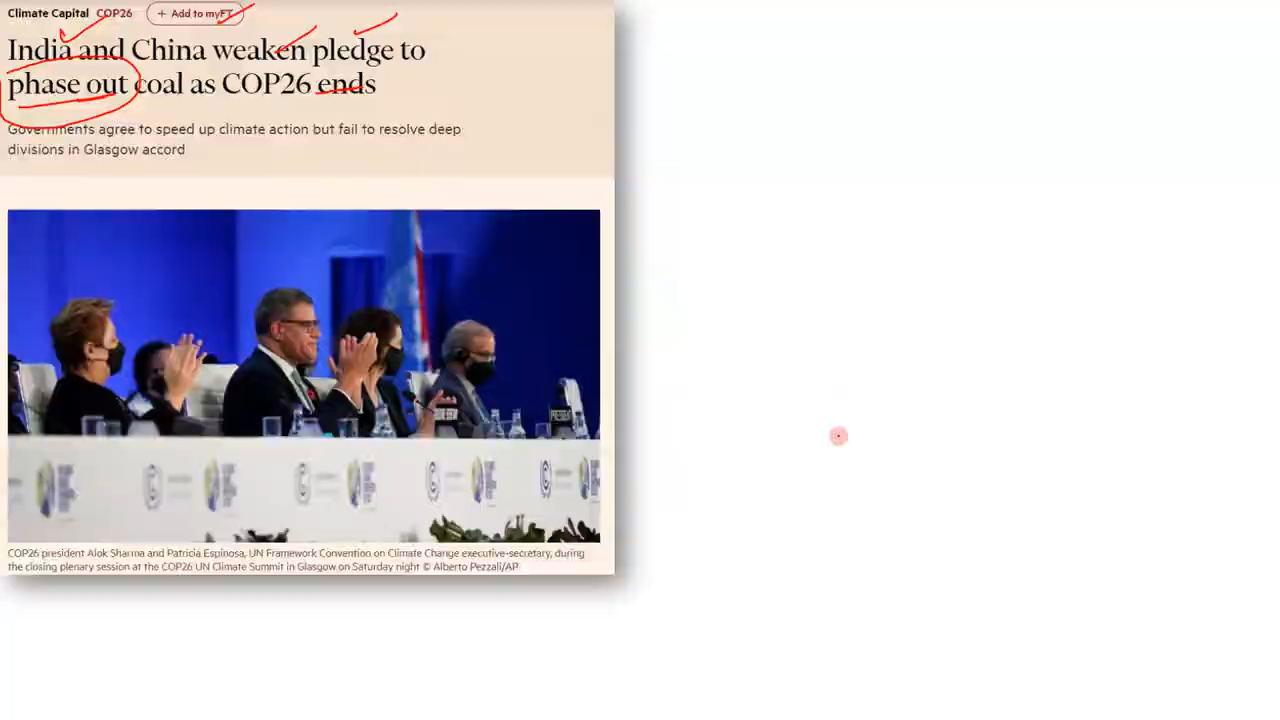 Climate Capital COP26 + Add to myFT
India and China weaken pledge to
phase out coal as COP26 ends
Governments agree to speed up climate action but fail to resolve deep
divisions in Glasgow accord
PRESIDENT
COP26 president Alok Sharma and Patricia Espinosa, UN Framework Convention on Climate Change executive-secretary, during
the closing plenary session at the COP26 UN Climate Summit in Glasgow on Saturday night © Alberto Pezzali/AP